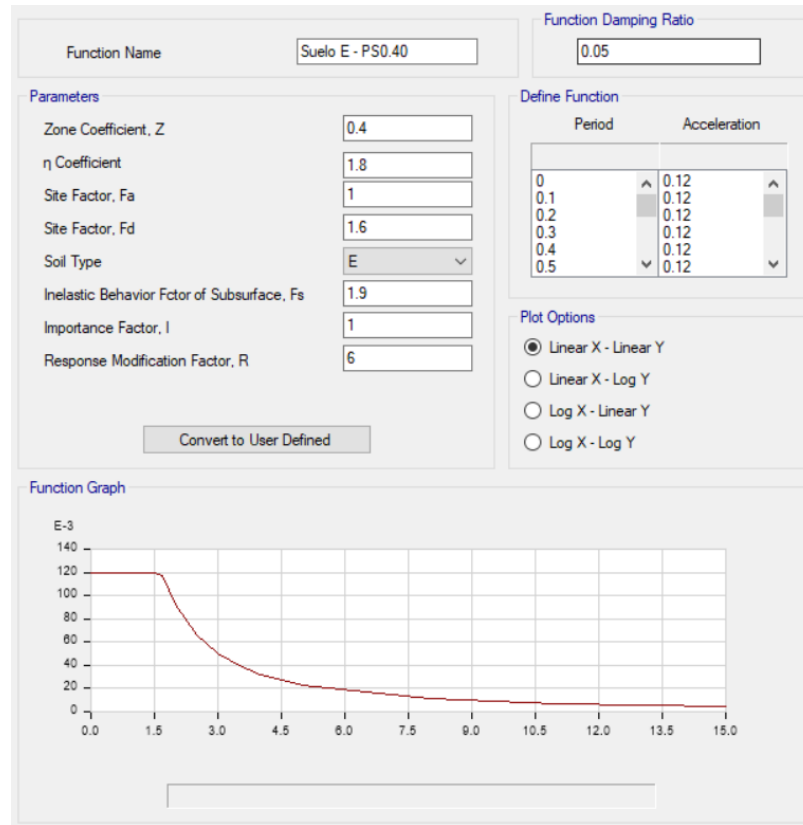 Function Damping Ratio
Function Name Suelo E - PS0.40 0.05
Parameters
Zone Coefficient, Z 0.4
η Coefficient 1.8
Site Factor, Fa 1
Site Factor, Fd 1.6
Soil Type E
Inelastic Behavior Fctor of Subsurface, Fs 1.9
Importance Factor, I 1
Response Modification Factor, R 6
Convert to User Defined
Define Function
Period Acceleration
0 0.12
0.1 0.12
0.2 0.12
0.3 0.12
0.4 0.12
0.5 0.12
Plot Options
Linear X - Linear Y
Linear X - Log Y
Log X - Linear Y
Log X - Log Y
Function Graph
E-3
140
120
100
80
60
40
20
0
0.0 1.5 3.0 4.5 6.0 7.5 9.0 10.5 12.0 13.5 15.0